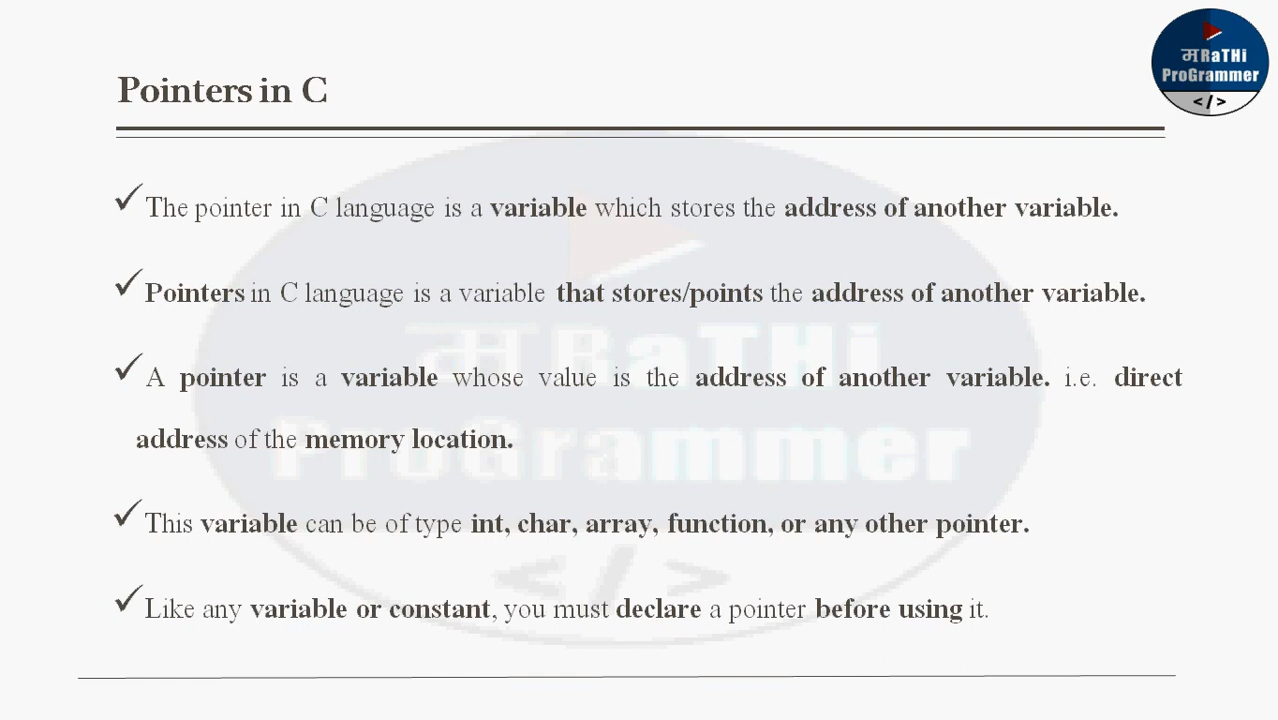 मRaTHi
ProGrammer
</>
Pointers in C
The pointer in C language is a variable which stores the address of another variable.
Pointers in C language is a variable that stores/points the address of another variable.
A pointer is a variable whose value is the address of another variable. i.e. direct
address of the memory location.
This variable can be of type int, char, array, function, or any other pointer.
Like any variable or constant, you must declare a pointer before using it.
मRaTHi
ProGrammer
</>